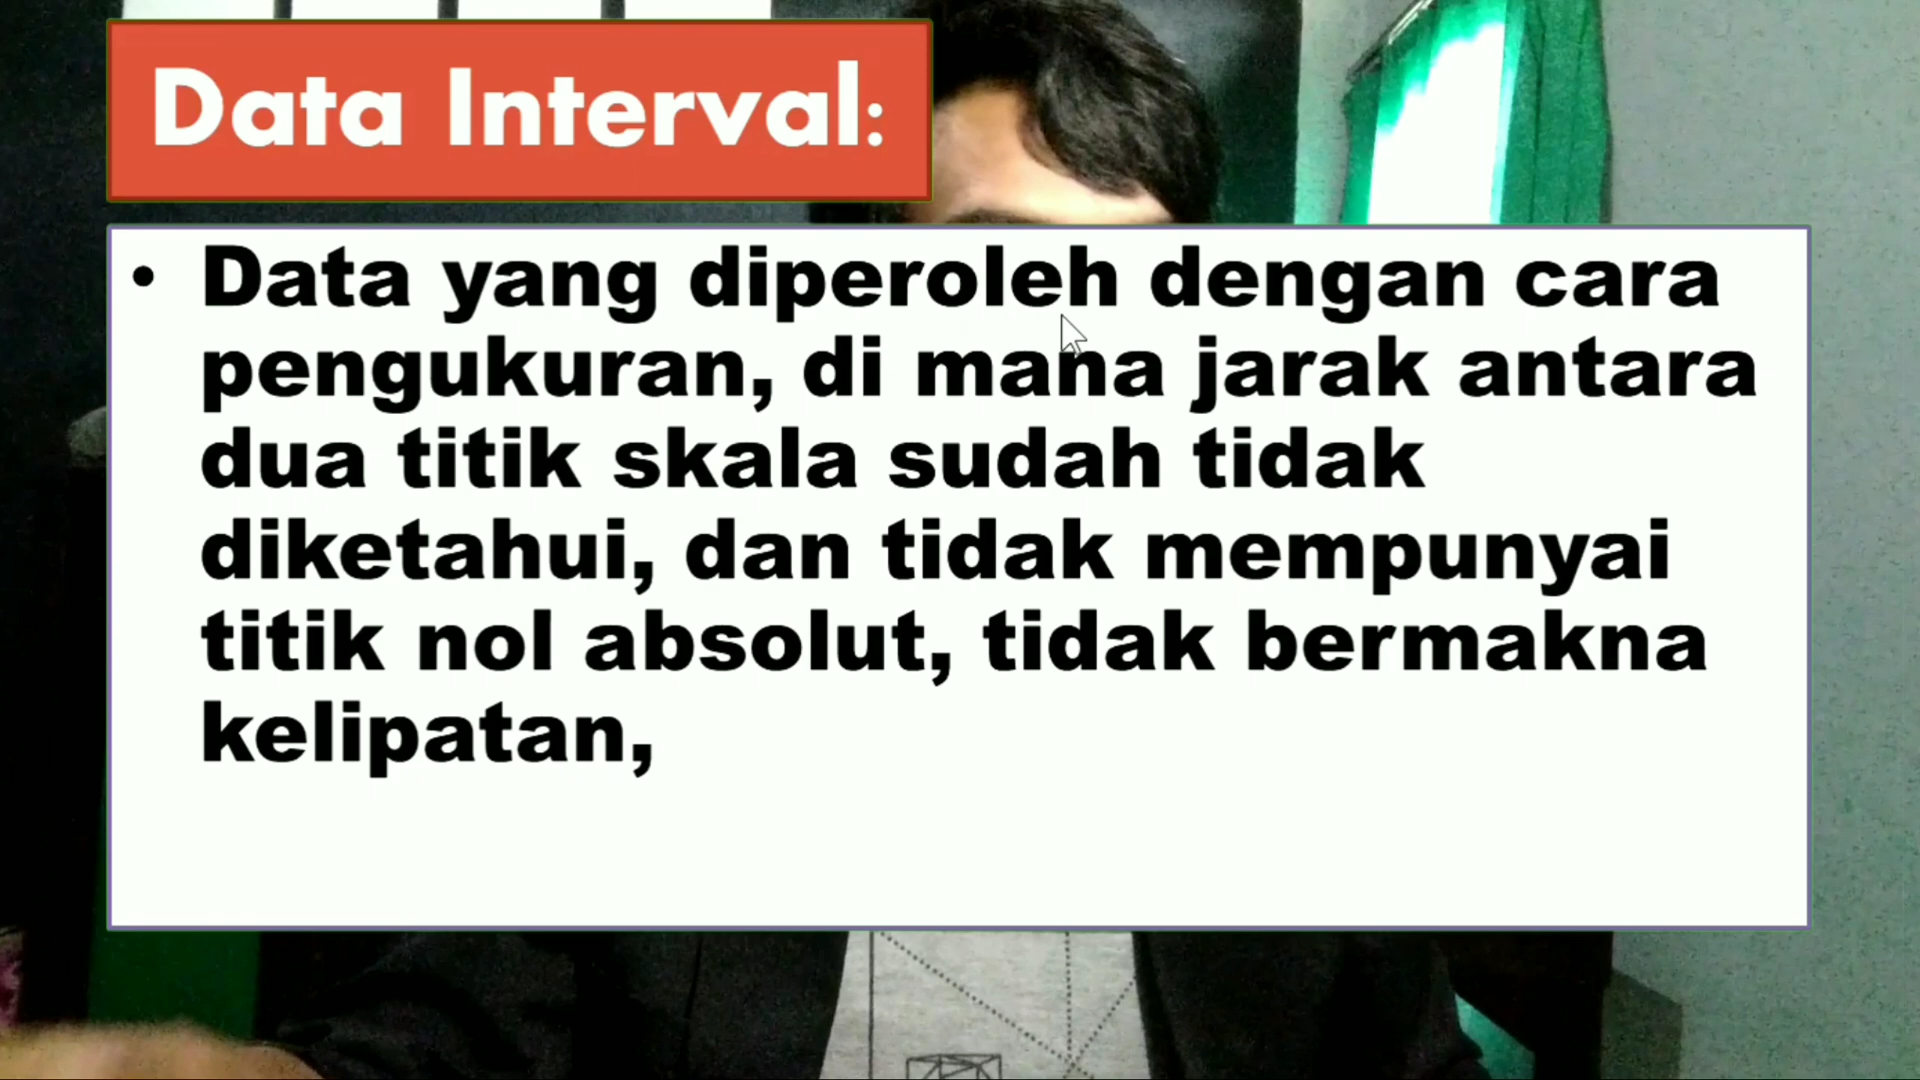 Data Interval:
• Data yang diperoleh dengan cara
pengukuran, di mana jarak antara
dua titik skala sudah tidak
diketahui, dan tidak mempunyai
titik nol absolut, tidak bermakna
kelipatan,